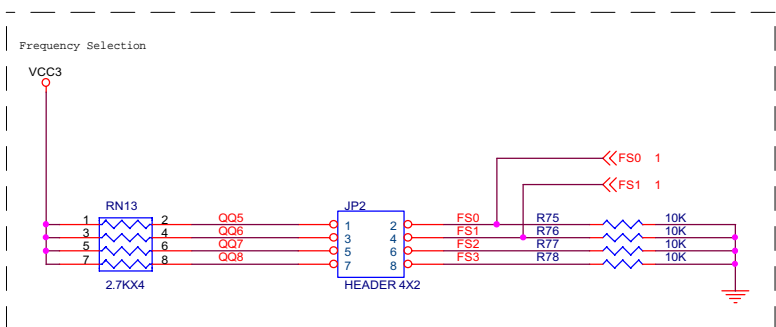 Frequency Selection
VCC3
FS0 1
FS1 1
RN13
JP2
1 2 QQ5 1 2 FS0 R75 10K
3 4 QQ6 3 4 FS1 R76 10K
5 6 QQ7 5 6 FS2 R77 10K
7 8 QQ8 7 8 FS3 R78 10K
2.7KX4
HEADER 4X2